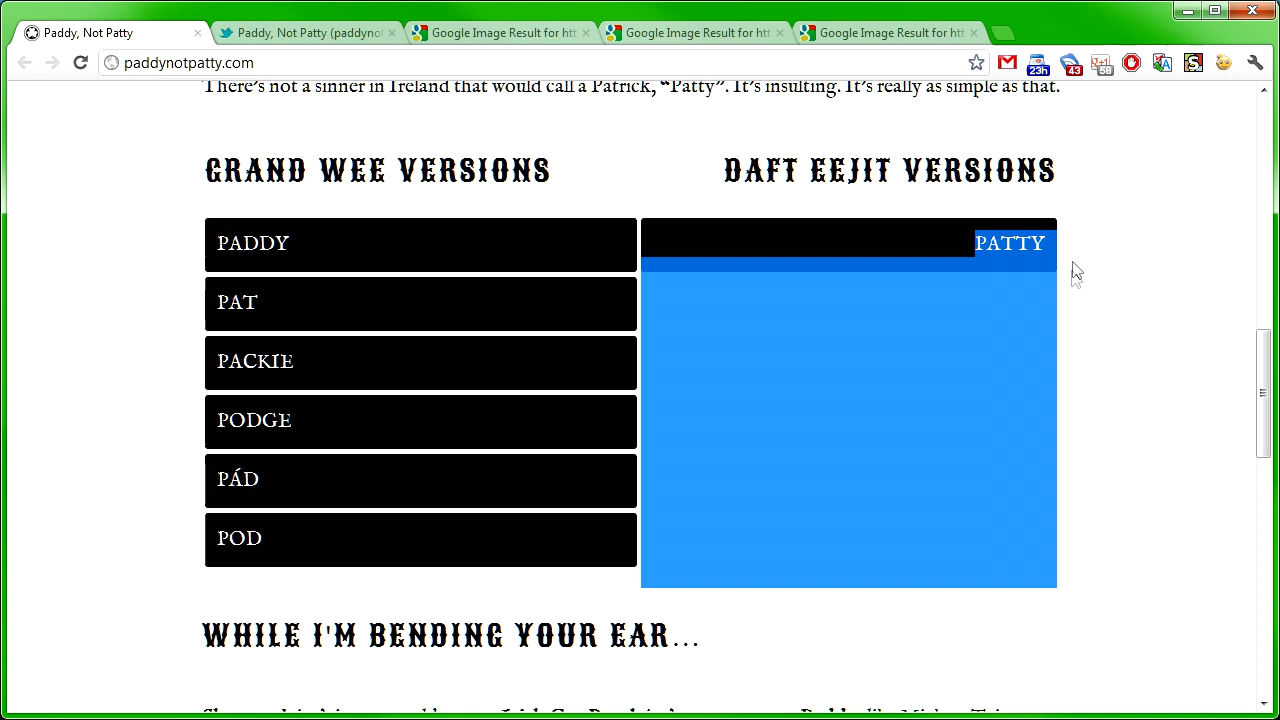 Paddy, Not Patty
Paddy, Not Patty (paddynot
Google Image Result for htt
Google Image Result for htt
Google Image Result for htt
paddynotpatty.com
23h
43
58
There's not a sinner in Ireland that would call a Patrick, “Patty”. It's insulting. It's really as simple as that.
GRAND WEE VERSIONS
DAFT EEJIT VERSIONS
PADDY
PATTY
PAT
PACKIE
PODGE
PÁD
POD
WHILE I'M BENDING YOUR EAR...